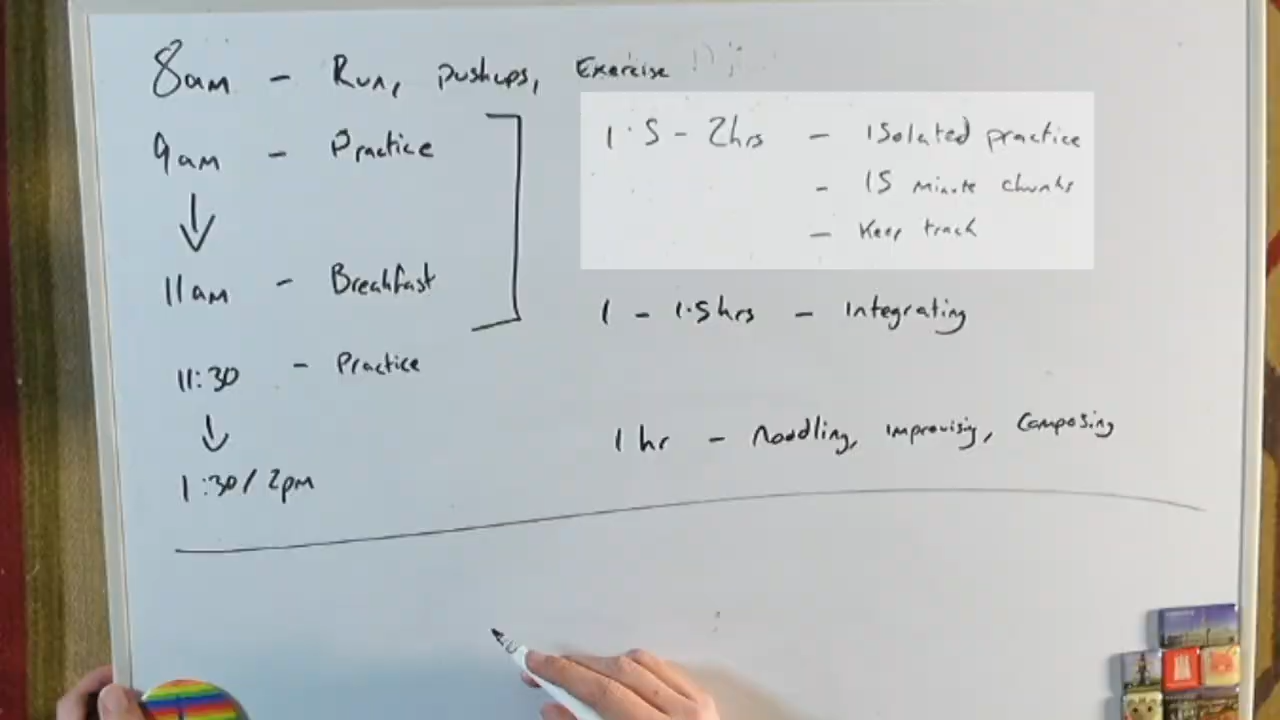 8am - Run, pushups, Exercise
9am - Practice
11am - Breakfast
11:30 - Practice
1:30/2pm
1.5 - 2hrs - Isolated practice
- 15 minute chunks
- Keep track
1 - 1.5hrs - Integrating
1 hr - Noodling, improvising, composing